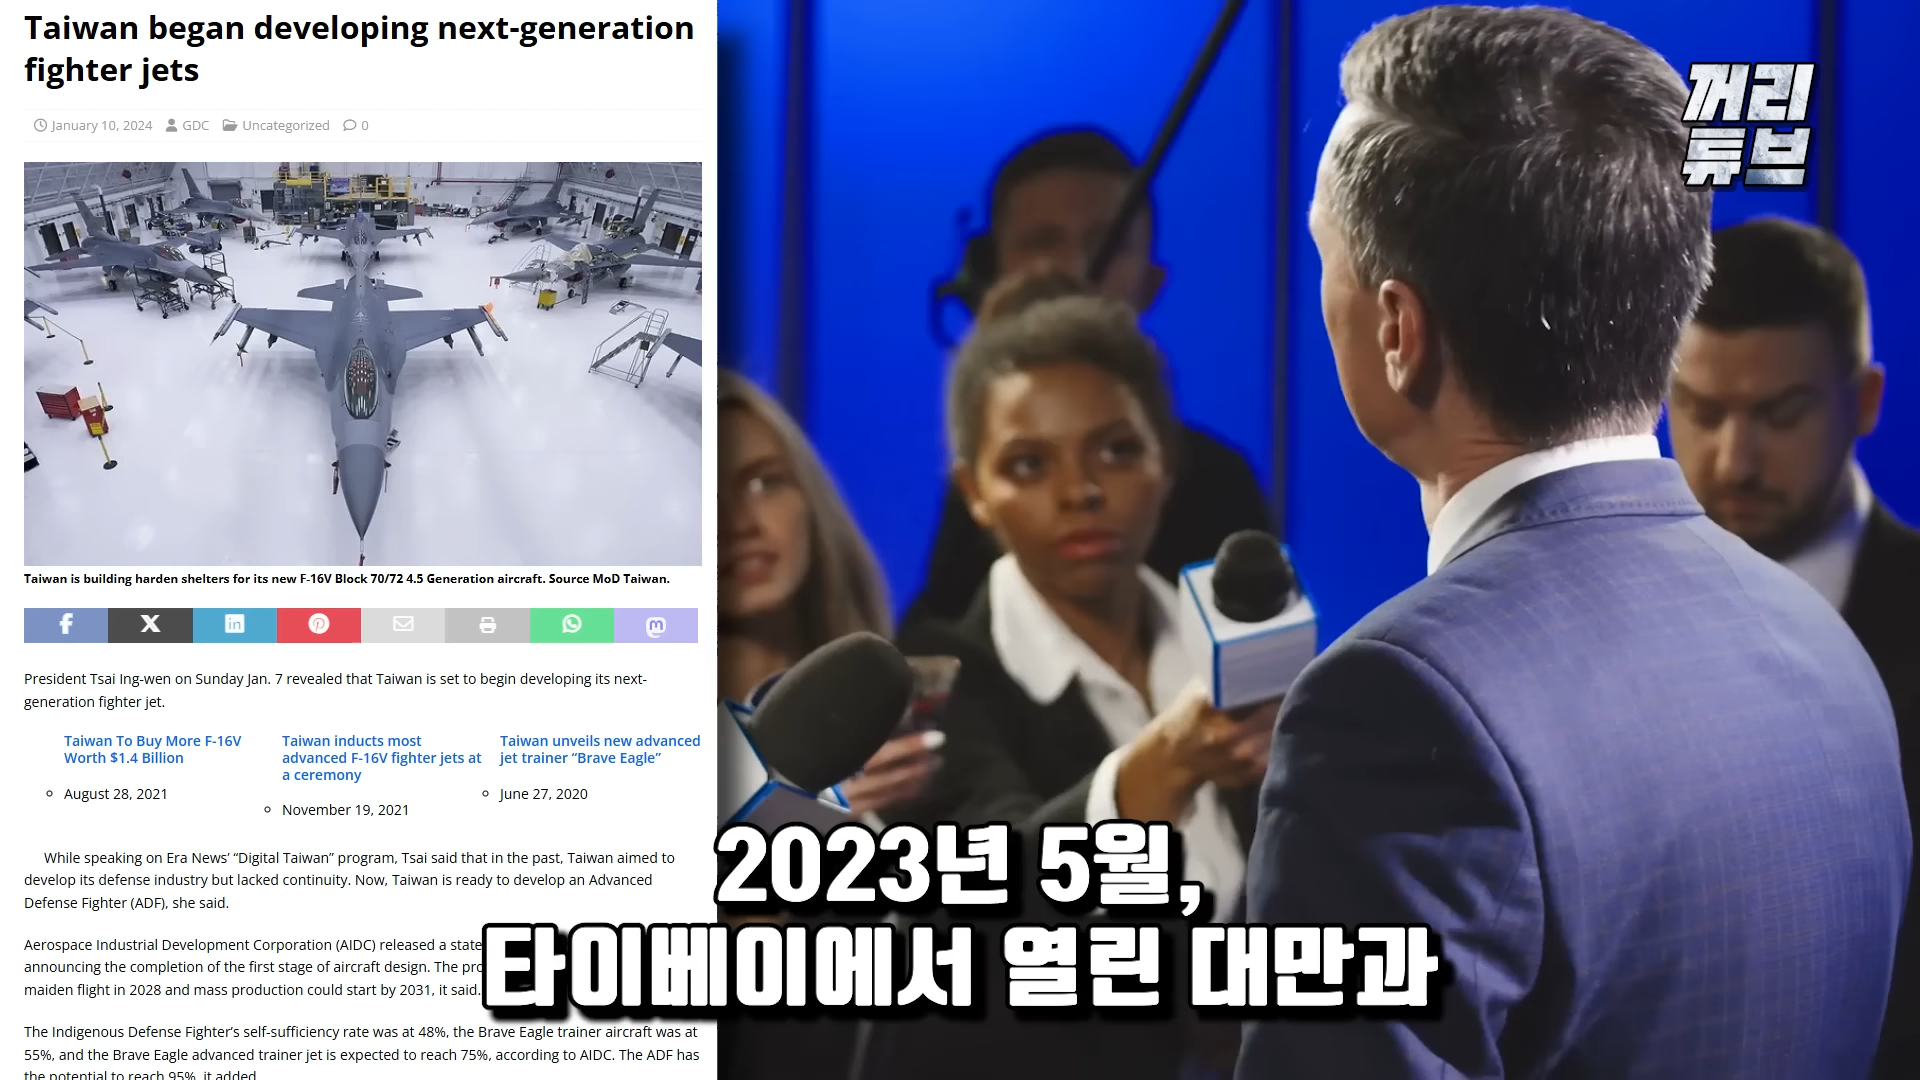 Taiwan began developing next-generation
fighter jets
January 10, 2024 GDC Uncategorized 0
Taiwan is building harden shelters for its new F-16V Block 70/72 4.5 Generation aircraft. Source MoD Taiwan.
President Tsai Ing-wen on Sunday Jan. 7 revealed that Taiwan is set to begin developing its next-
generation fighter jet.
Taiwan To Buy More F-16V
Worth $1.4 Billion
August 28, 2021
Taiwan inducts most
advanced F-16V fighter jets at
a ceremony
November 19, 2021
Taiwan unveils new advanced
jet trainer “Brave Eagle”
June 27, 2020
While speaking on Era News’ “Digital Taiwan” program, Tsai said that in the past, Taiwan aimed to
develop its defense industry but lacked continuity. Now, Taiwan is ready to develop an Advanced
Defense Fighter (ADF), she said.
Aerospace Industrial Development Corporation (AIDC) released a state
announcing the completion of the first stage of aircraft design. The pro
maiden flight in 2028 and mass production could start by 2031, it said.
The Indigenous Defense Fighter’s self-sufficiency rate was at 48%, the Brave Eagle trainer aircraft was at
55%, and the Brave Eagle advanced trainer jet is expected to reach 75%, according to AIDC. The ADF has
the potential to reach 95%, it added.
꺼리
튜브
2023년 5월,
타이베이에서 열린 대만과